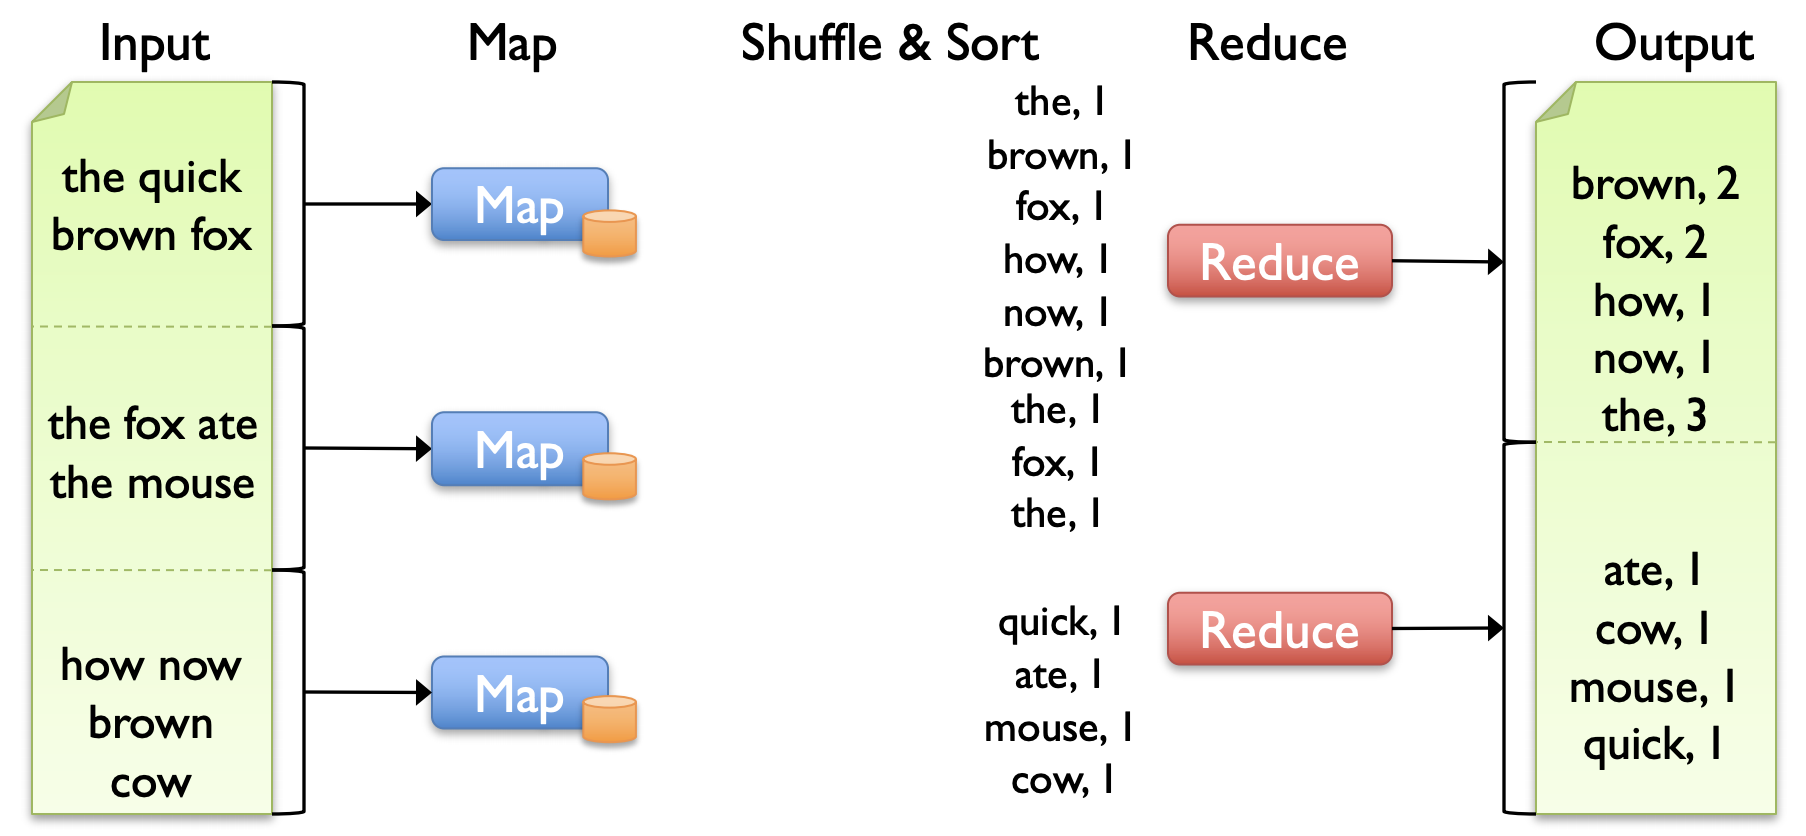 Input
Map
Shuffle & Sort
Reduce
Output
the quick
brown fox
the fox ate
the mouse
how now
brown
cow
Map
Map
Map
the, 1
brown, 1
fox, 1
how, 1
now, 1
brown, 1
the, 1
fox, 1
the, 1
quick, 1
ate, 1
mouse, 1
cow, 1
Reduce
Reduce
brown, 2
fox, 2
how, 1
now, 1
the, 3
ate, 1
cow, 1
mouse, 1
quick, 1